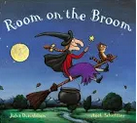 Room on the Broom
Julia Donaldson Axel Scheffler